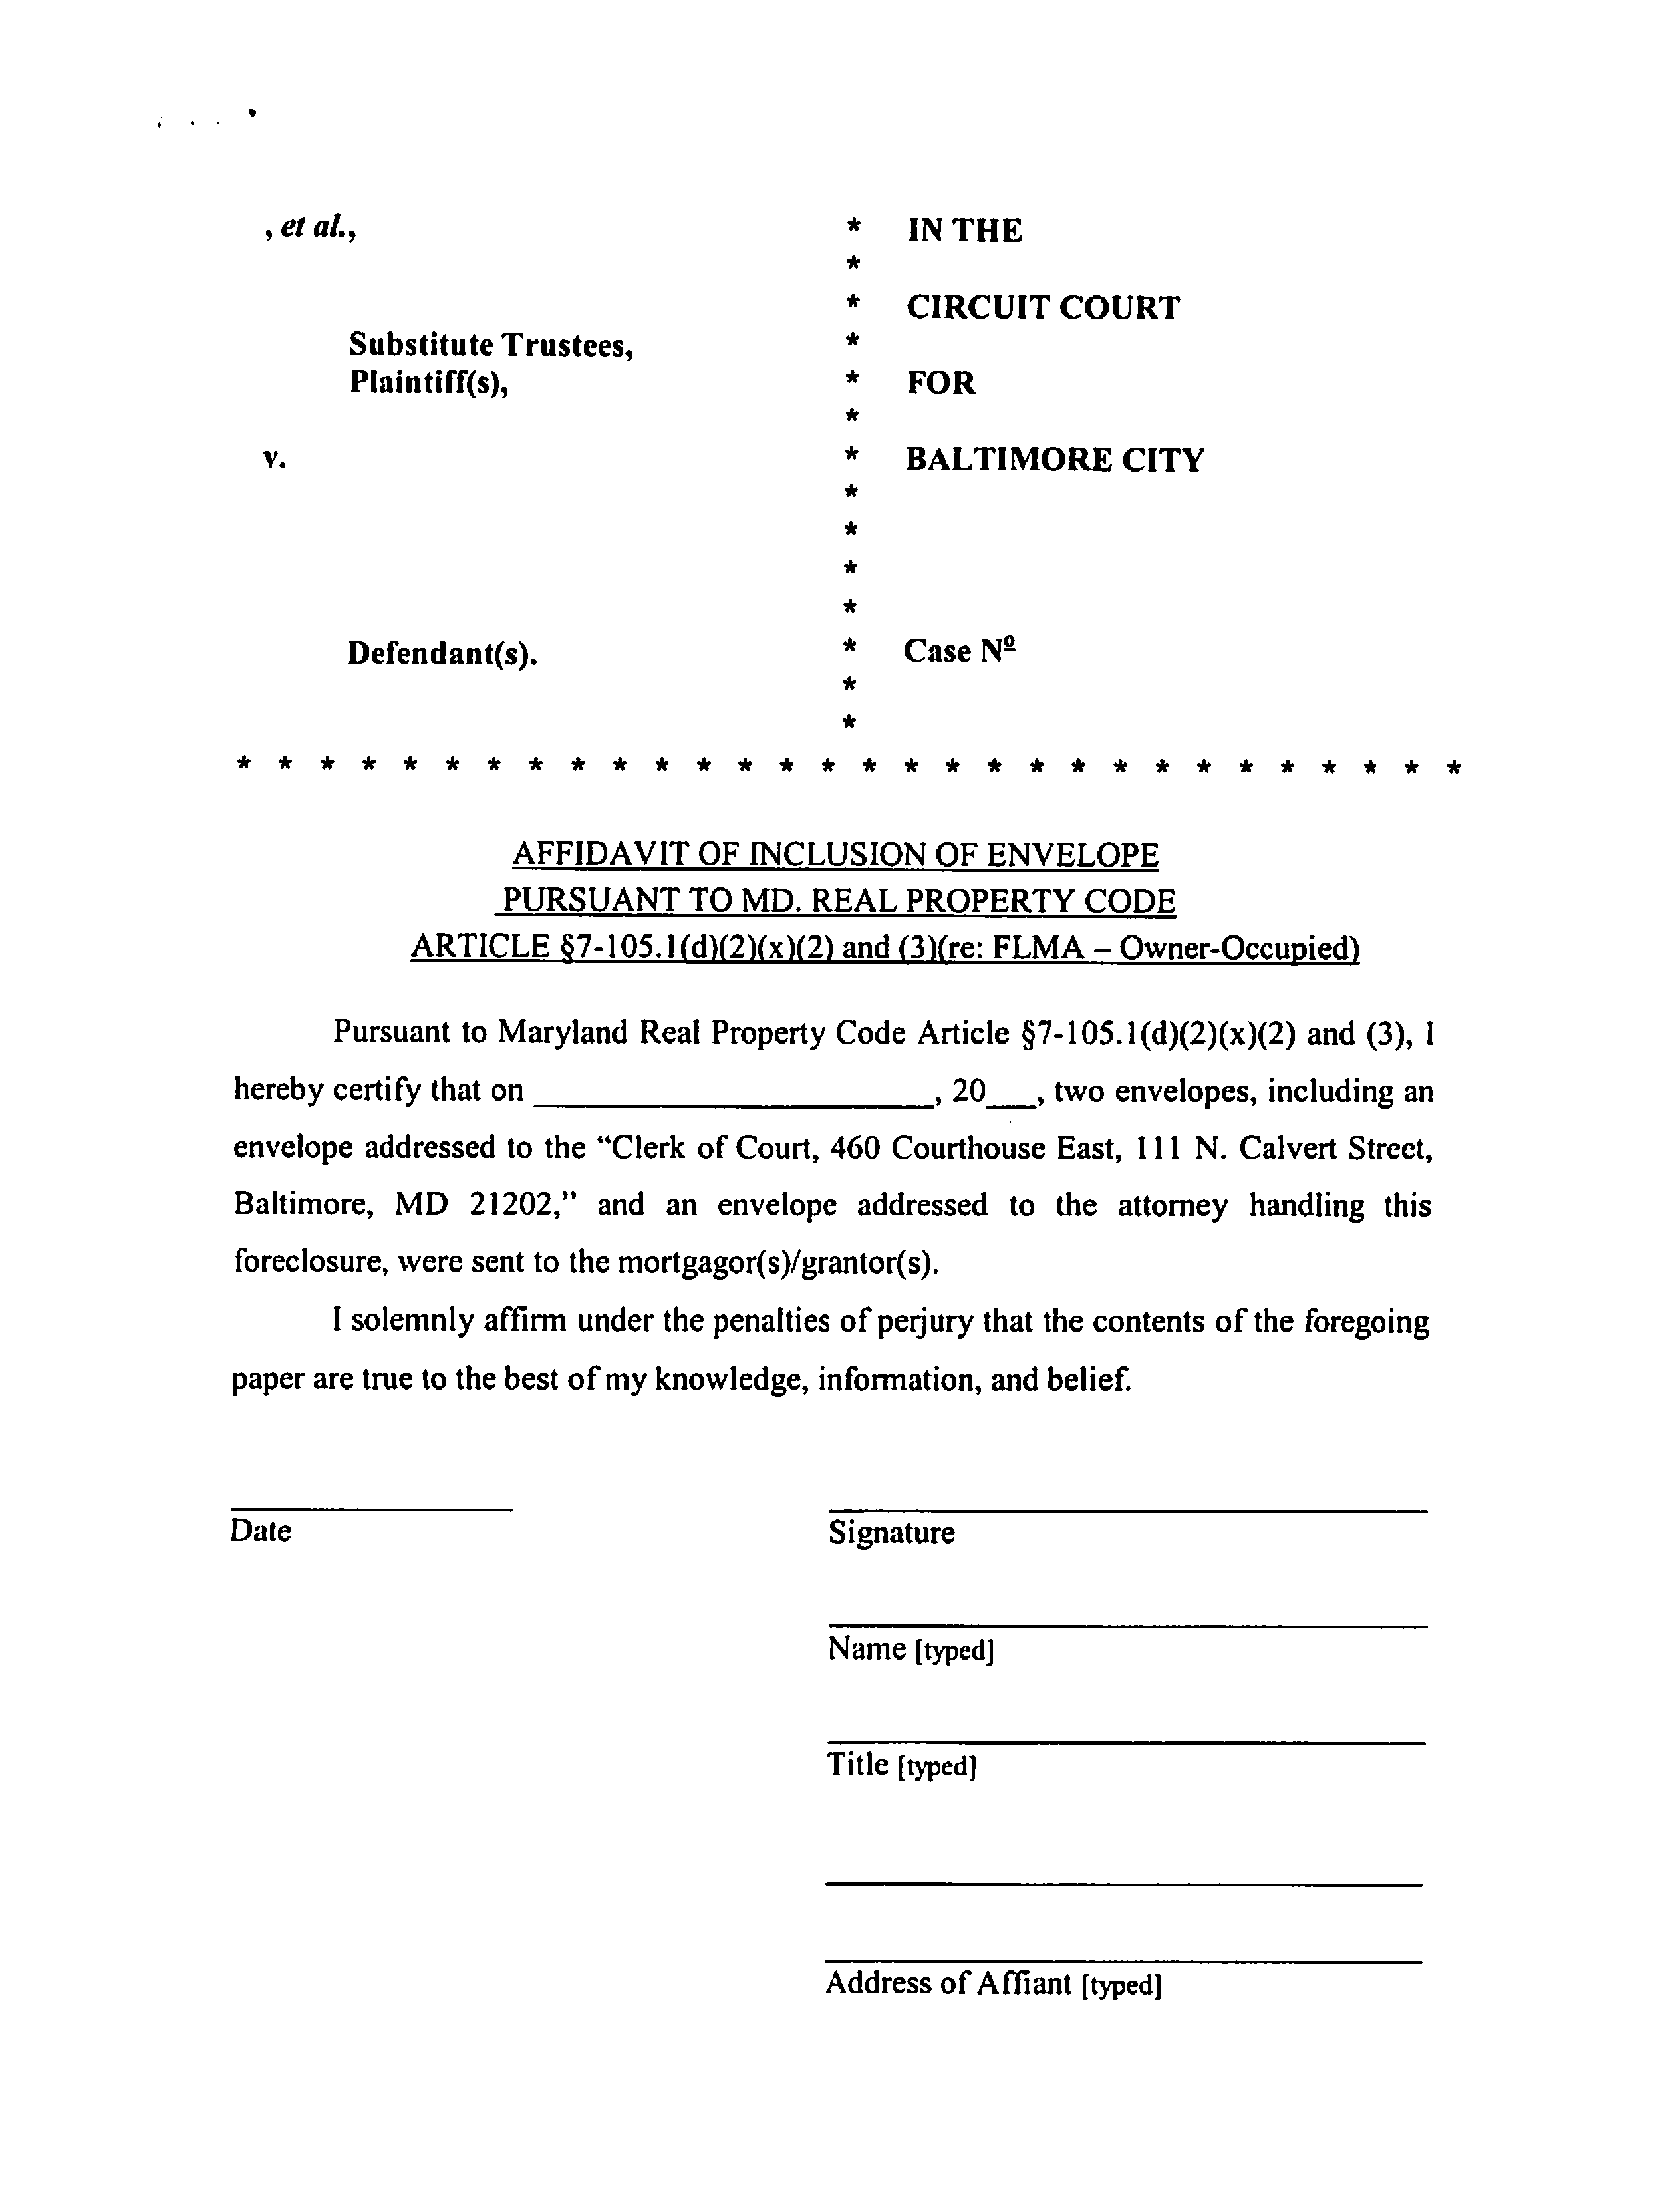 , et al.,
* IN THE
*
* CIRCUIT COURT
Substitute Trustees, *
Plaintiff(s), * FOR
*
v. * BALTIMORE CITY
*
*
*
*
Defendant(s). * Case Nº
*
*
* * * * * * * * * * * * * * * * * * * * * * * * * * * * * *
AFFIDAVIT OF INCLUSION OF ENVELOPE
PURSUANT TO MD. REAL PROPERTY CODE
ARTICLE §7-105.1(d)(2)(x)(2) and (3)(re: FLMA – Owner-Occupied)
Pursuant to Maryland Real Property Code Article §7-105.1(d)(2)(x)(2) and (3), I
hereby certify that on ________________________, 20___, two envelopes, including an
envelope addressed to the “Clerk of Court, 460 Courthouse East, 111 N. Calvert Street,
Baltimore, MD 21202,” and an envelope addressed to the attorney handling this
foreclosure, were sent to the mortgagor(s)/grantor(s).
I solemnly affirm under the penalties of perjury that the contents of the foregoing
paper are true to the best of my knowledge, information, and belief.
Date
Signature
Name [typed]
Title [typed]
Address of Affiant [typed]